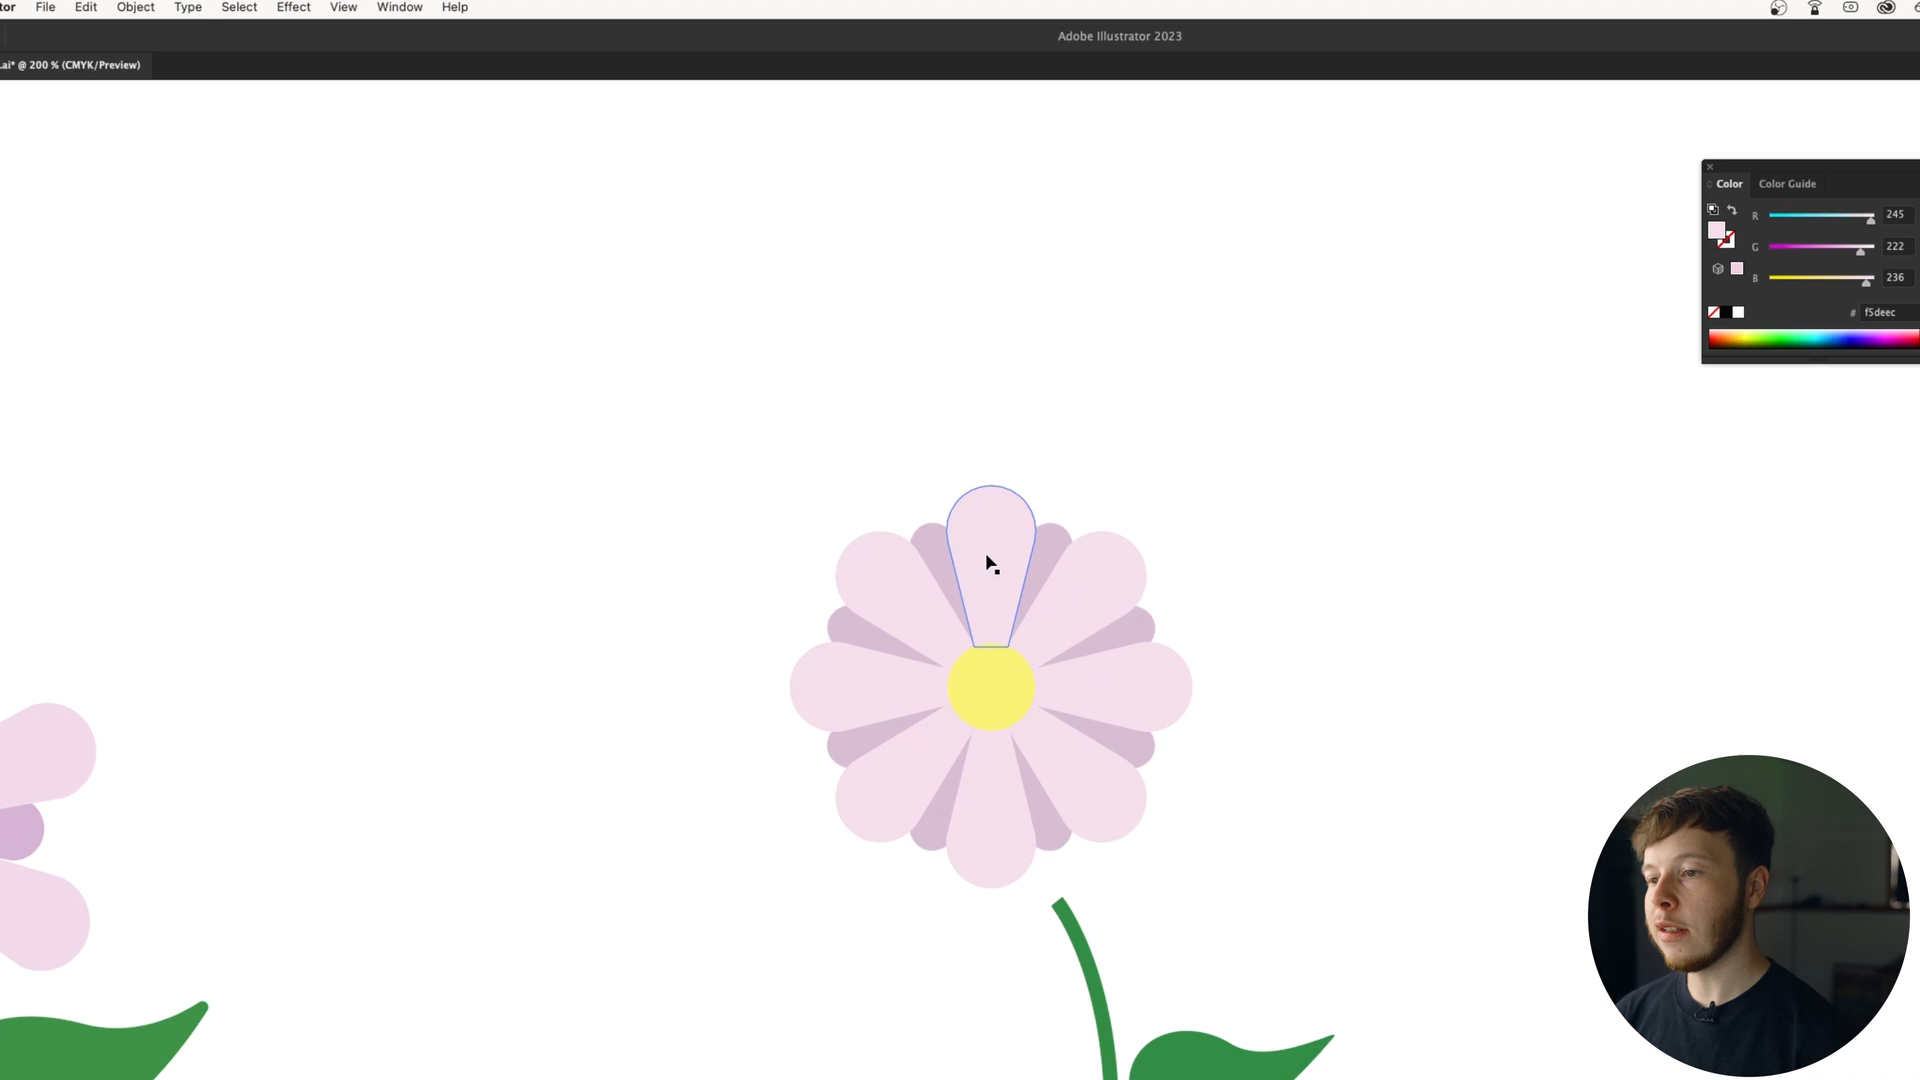 tor File Edit Object Type Select Effect View Window Help
Adobe Illustrator 2023
.ai* @ 200 % (CMYK/Preview)
Color Color Guide
R 245
G 222
B 236
# f5deec